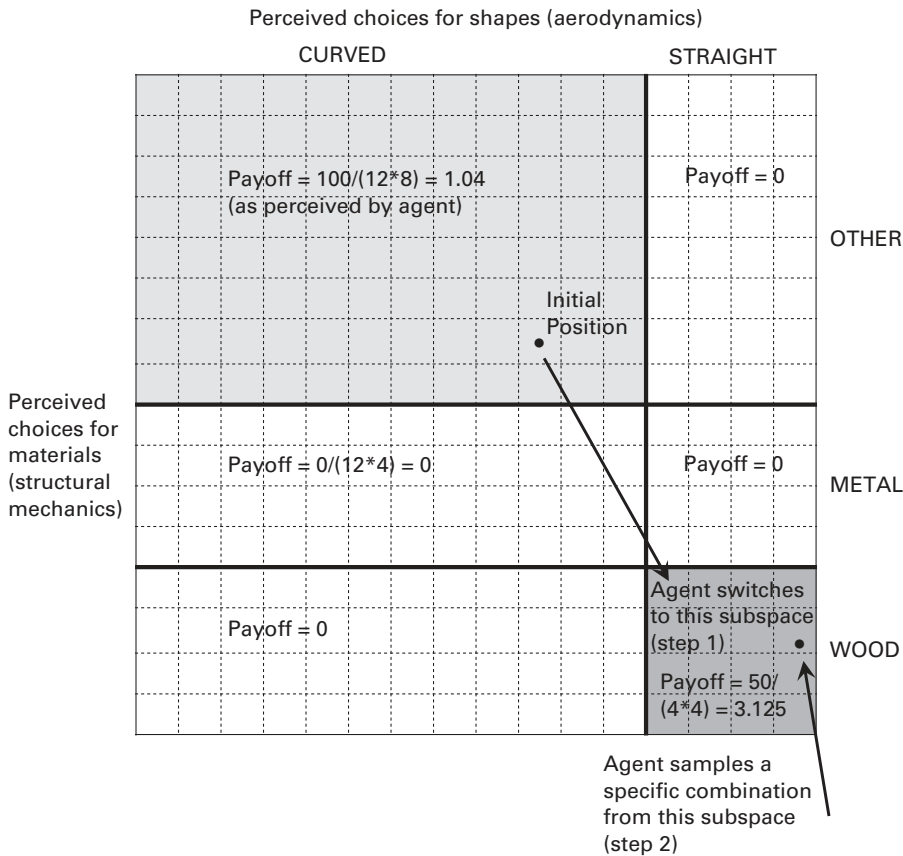 Perceived choices for shapes (aerodynamics)
CURVED
STRAIGHT
Payoff = 100/(12*8) = 1.04
(as perceived by agent)
Payoff = 0
OTHER
Initial
Position
Perceived
choices for
materials
(structural
mechanics)
Payoff = 0/(12*4) = 0
Payoff = 0
METAL
Payoff = 0
Agent switches
to this subspace
(step 1)
WOOD
Payoff = 50/
(4*4) = 3.125
Agent samples a
specific combination
from this subspace
(step 2)